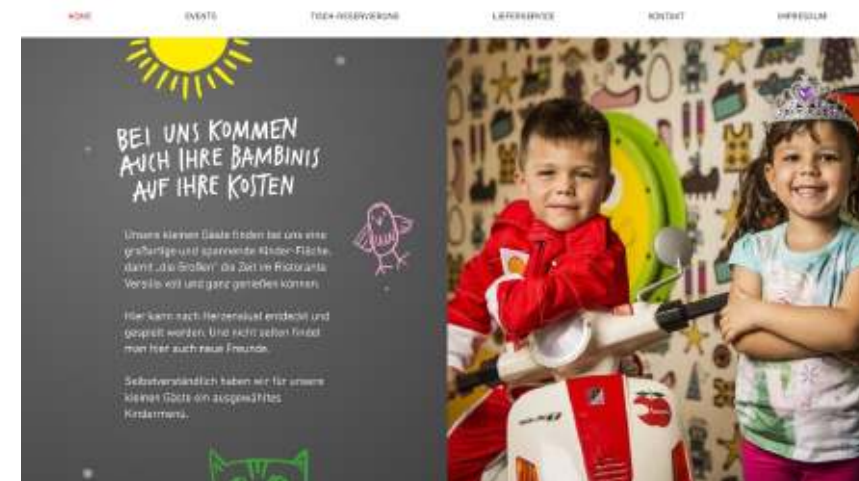 HOME
EVENTS
TISCH-RESERVIERUNG
LIEFERSERVICE
KONTAKT
IMPRESSUM
BEI UNS KOMMEN
AUCH IHRE BAMBINIS
AUF IHRE KOSTEN
Unsere kleinen Gäste finden bei uns eine
großartige und spannende Kinder-Fläche,
damit „die Großen“ die Zeit im Ristorante
Versilia voll und ganz genießen können.
Hier kann nach Herzenslust entdeckt und
gespielt werden. Und nicht selten findet
man hier auch neue Freunde.
Selbstverständlich haben wir für unsere
kleinen Gäste ein ausgewähltes
Kindermenü.